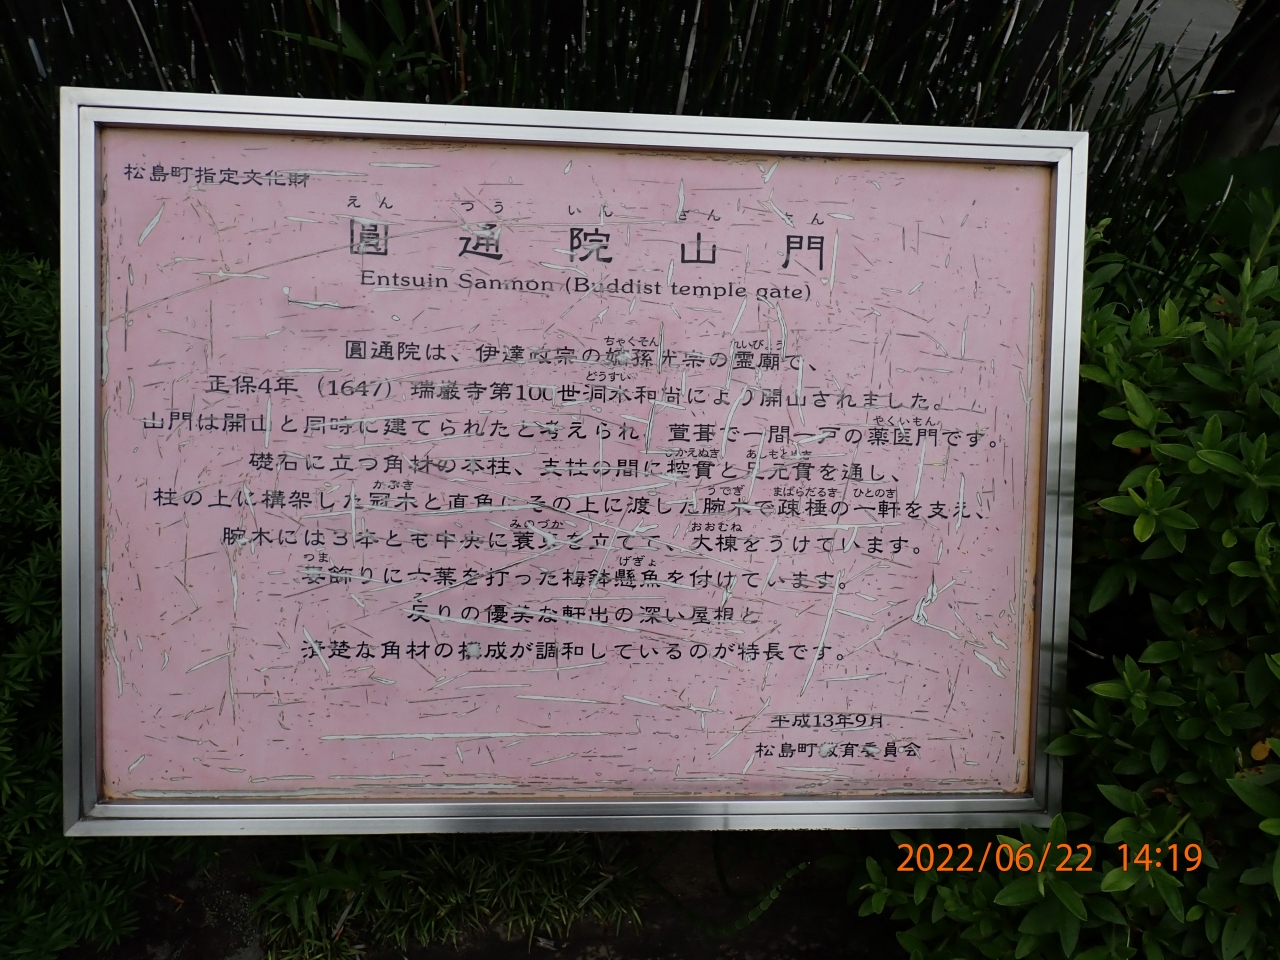 松島町指定文化財
えん つう いん さん もん
圓通院山門
Entsuin Sanmon (Buddist temple gate)
ちゃくそん れいびょう
圓通院は、伊達政宗の嫡孫光宗の霊廟で、
どうすい
正保4年（1647）瑞巌寺第100世洞水和尚により開山されました。
やくいもん
山門は開山と同時に建てられたと考えられ 萱葺で一間一戸の薬医門です。
ひかえぬき あしもとぬき
礎石に立つ角材の本柱、支柱の間に控貫と足元貫を通し、
かぶき うでぎ まばらだるき ひとのき
柱の上に構架した冠木と直角にその上に渡した腕木で疎棰の一軒を支え、
みのづか おおむね
腕木には3本とも中央に蓑束を立てて、大棟をうけています。
つま げぎょ
妻飾りに六葉を打った梅鉢懸魚を付けています。
そ
反りの優美な軒出の深い屋根と
清楚な角材の構成が調和しているのが特長です。
平成13年9月
松島町教育委員会
2022/06/22 14:19